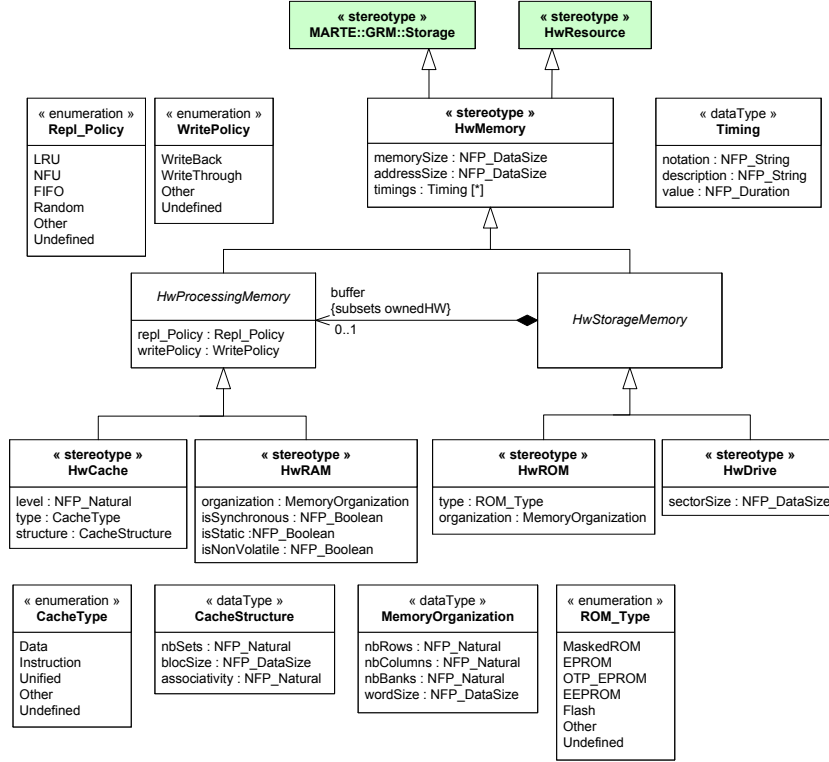 « stereotype »
MARTE::GRM::Storage
« stereotype »
HwResource
« enumeration »
Repl_Policy
LRU
NFU
FIFO
Random
Other
Undefined
« enumeration »
WritePolicy
WriteBack
WriteThrough
Other
Undefined
« stereotype »
HwMemory
memorySize : NFP_DataSize
addressSize : NFP_DataSize
timings : Timing [*]
« dataType »
Timing
notation : NFP_String
description : NFP_String
value : NFP_Duration
HwProcessingMemory
repl_Policy : Repl_Policy
writePolicy : WritePolicy
buffer
{subsets ownedHW}
0..1
HwStorageMemory
« stereotype »
HwCache
level : NFP_Natural
type : CacheType
structure : CacheStructure
« stereotype »
HwRAM
organization : MemoryOrganization
isSynchronous : NFP_Boolean
isStatic :NFP_Boolean
isNonVolatile : NFP_Boolean
« stereotype »
HwROM
type : ROM_Type
organization : MemoryOrganization
« stereotype »
HwDrive
sectorSize : NFP_DataSize
« enumeration »
CacheType
Data
Instruction
Unified
Other
Undefined
« dataType »
CacheStructure
nbSets : NFP_Natural
blocSize : NFP_DataSize
associativity : NFP_Natural
« dataType »
MemoryOrganization
nbRows : NFP_Natural
nbColumns : NFP_Natural
nbBanks : NFP_Natural
wordSize : NFP_DataSize
« enumeration »
ROM_Type
MaskedROM
EPROM
OTP_EPROM
EEPROM
Flash
Other
Undefined